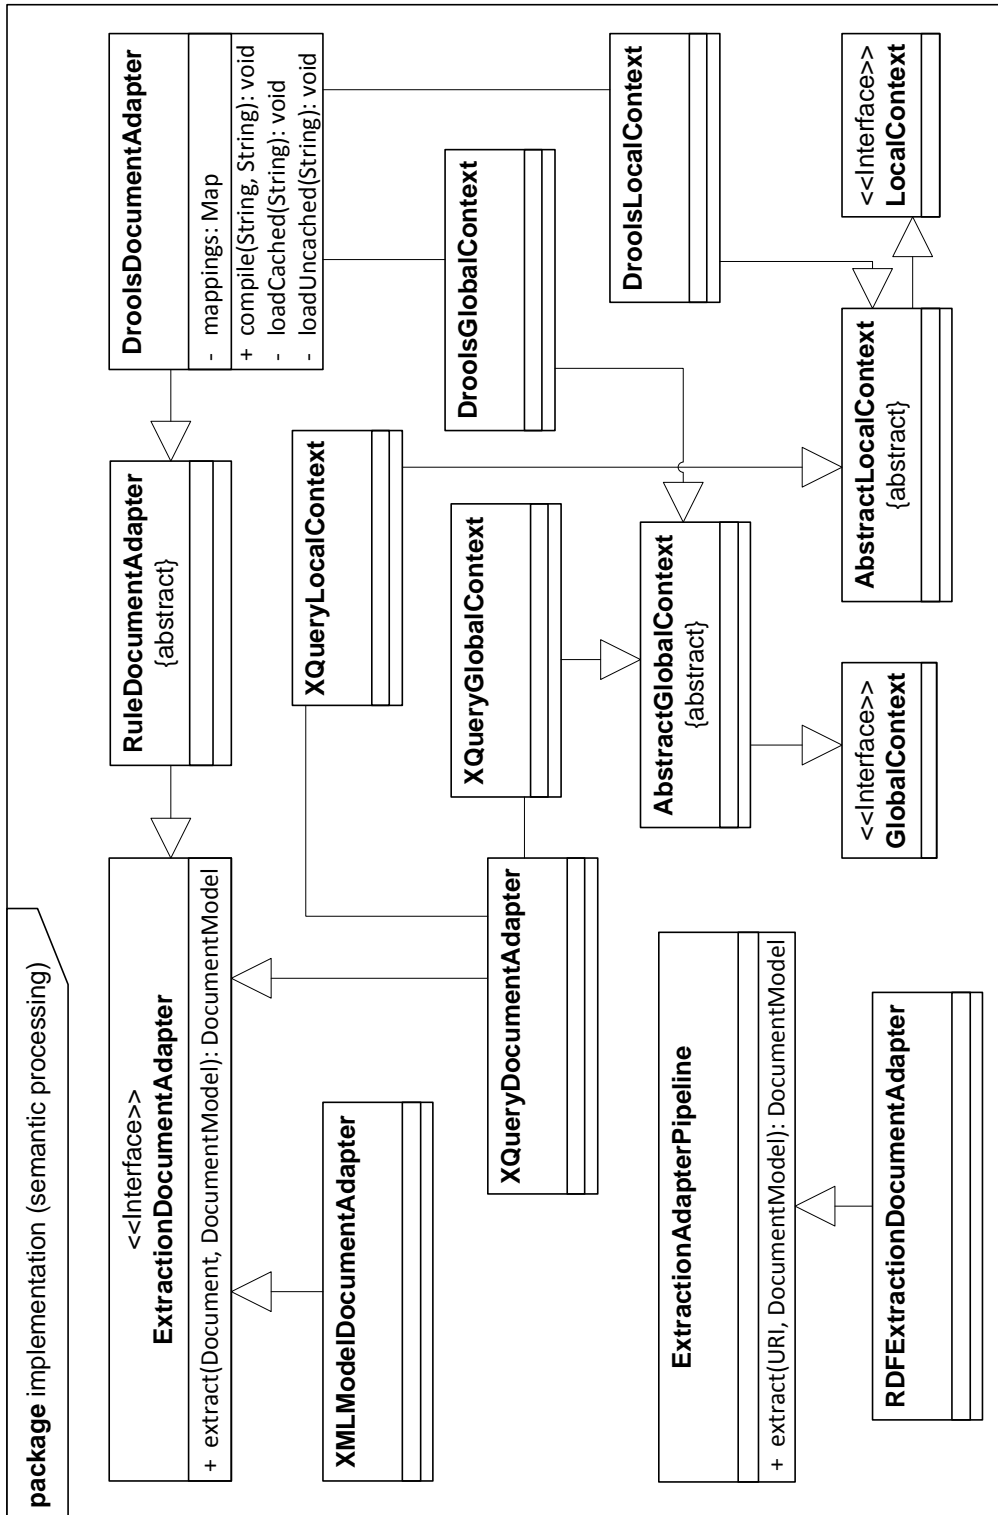 package implementation (semantic processing)
<<Interface>>
ExtractionDocumentAdapter
+ extract(Document, DocumentModel): DocumentModel
RuleDocumentAdapter
{abstract}
DroolsDocumentAdapter
- mappings: Map
+ compile(String, String): void
- loadCached(String): void
- loadUncached(String): void
XMLModelDocumentAdapter
XQueryLocalContext
XQueryDocumentAdapter
XQueryGlobalContext
DroolsGlobalContext
DroolsLocalContext
ExtractionAdapterPipeline
+ extract(URI, DocumentModel): DocumentModel
AbstractGlobalContext
{abstract}
RDFExtractionDocumentAdapter
<<Interface>>
GlobalContext
AbstractLocalContext
{abstract}
<<Interface>>
LocalContext